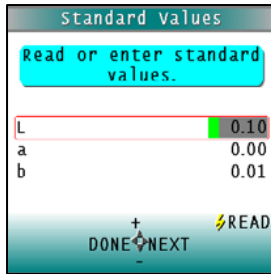 Standard Values
Read or enter standard
values.
L 0.10
a 0.00
b 0.01
+ READ
DONE NEXT
-